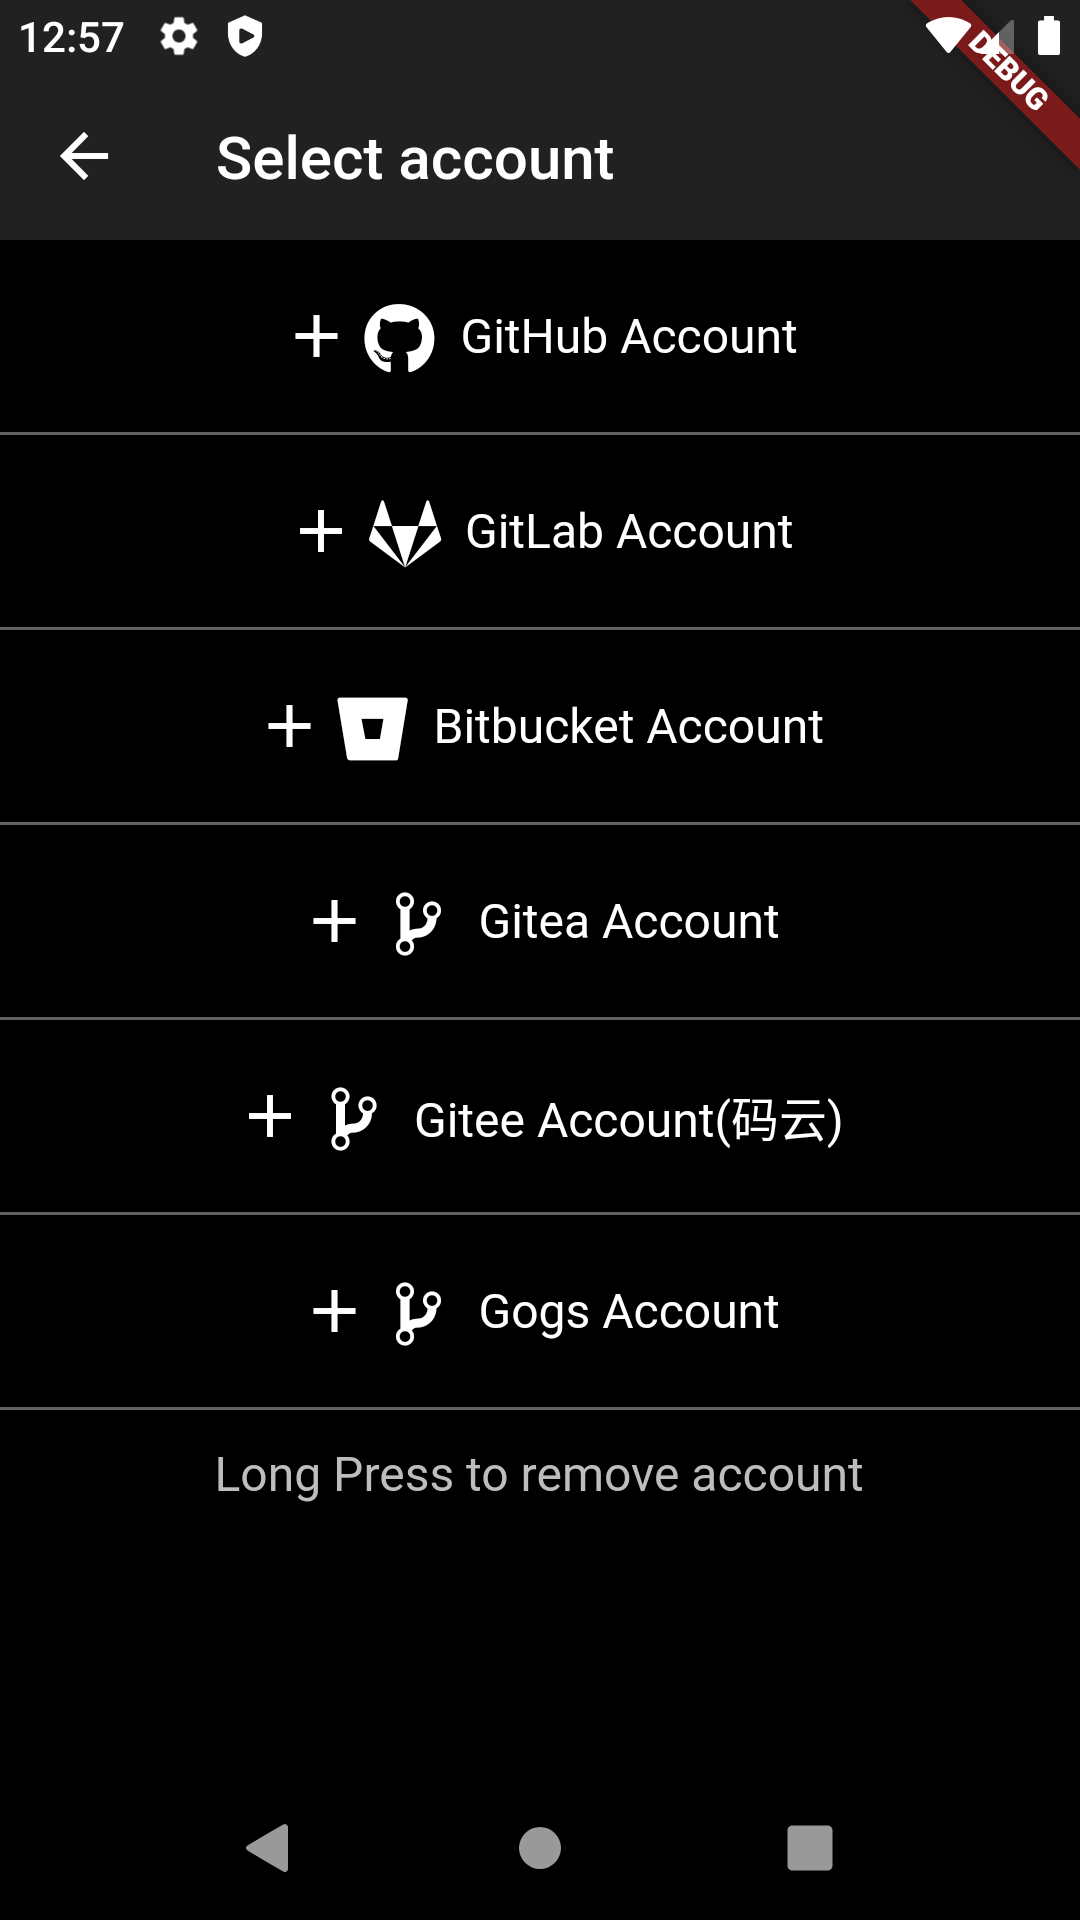 12:57
DEBUG
Select account
GitHub Account
GitLab Account
Bitbucket Account
Gitea Account
Gitee Account(码云)
Gogs Account
Long Press to remove account